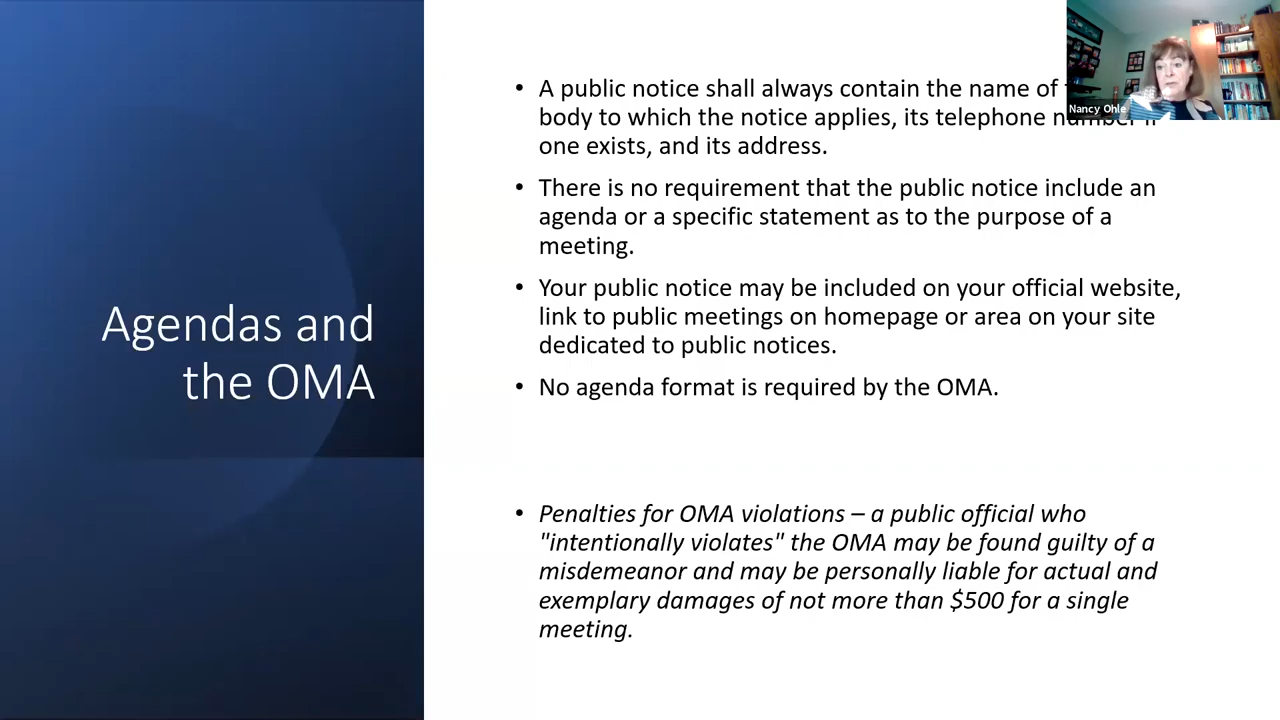 Agendas and
the OMA
• A public notice shall always contain the name of
body to which the notice applies, its telephone number if
one exists, and its address.
• There is no requirement that the public notice include an
agenda or a specific statement as to the purpose of a
meeting.
• Your public notice may be included on your official website,
link to public meetings on homepage or area on your site
dedicated to public notices.
• No agenda format is required by the OMA.
• Penalties for OMA violations – a public official who
"intentionally violates" the OMA may be found guilty of a
misdemeanor and may be personally liable for actual and
exemplary damages of not more than $500 for a single
meeting.
Nancy Ohle